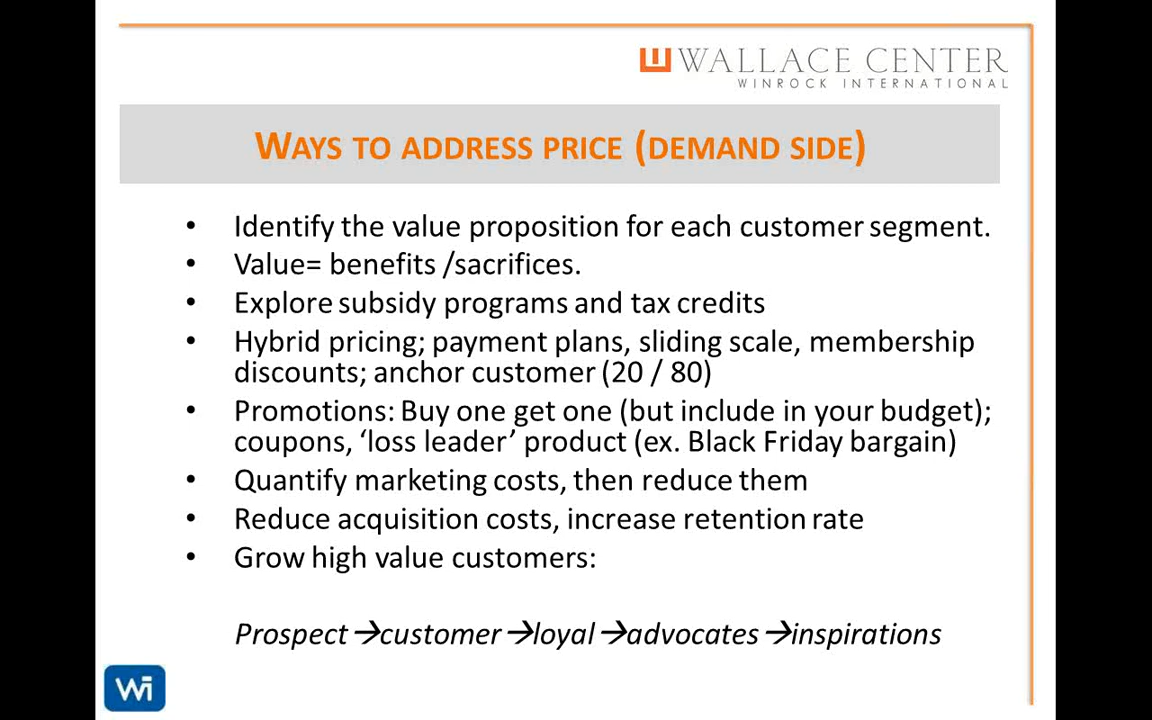 WALLACE CENTER
WINROCK INTERNATIONAL
WAYS TO ADDRESS PRICE (DEMAND SIDE)
• Identify the value proposition for each customer segment.
• Value= benefits /sacrifices.
• Explore subsidy programs and tax credits
• Hybrid pricing; payment plans, sliding scale, membership
discounts; anchor customer (20 / 80)
• Promotions: Buy one get one (but include in your budget);
coupons, ‘loss leader’ product (ex. Black Friday bargain)
• Quantify marketing costs, then reduce them
• Reduce acquisition costs, increase retention rate
• Grow high value customers:
Prospect→customer→loyal→advocates→inspirations
Wi